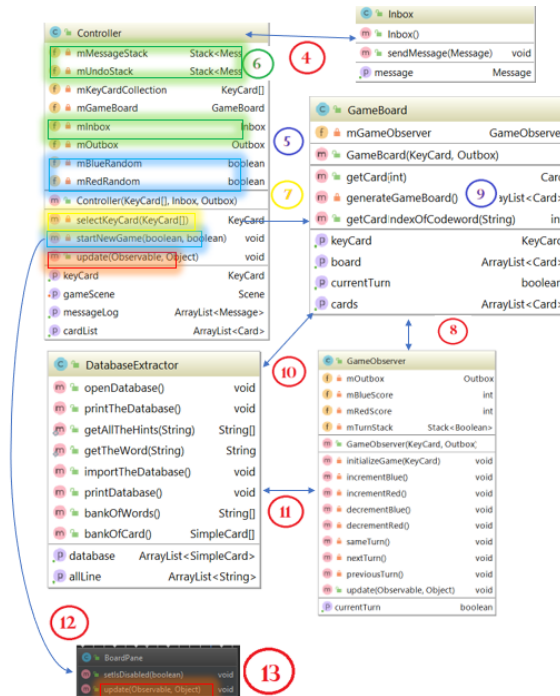 Controller
mMessageStack Stack<Mess
mUndoStack Stack<Mess
mKeyCardCollection KeyCard[]
mGameBoard GameBoard
mInbox Inbox
mOutbox Outbox
mBlueRandom boolean
mRedRandom boolean
Controller(KeyCard[], Inbox, Outbox)
selectKeyCard(KeyCard[]) KeyCard
startNewGame(boolean, boolean) void
update(Observable, Object) void
keyCard KeyCard
gameScene Scene
messageLog ArrayList<Message>
cardList ArrayList<Card>
6
4
5
7
Inbox
Inbox()
sendMessage(Message) void
message Message
GameBoard
mGameObserver GameObserve
GameBoard(KeyCard, Outbox)
getCard(int) Card
generateGameBoard() ayList<Card>
getCardIndexOfCodeword(String) in
keyCard KeyCard
board ArrayList<Card>
currentTurn boolean
cards ArrayList<Card>
9
8
10
DatabaseExtractor
openDatabase() void
printTheDatabase() void
getAllTheHints(String) String[]
getTheWord(String) String
importTheDatabase() void
printDatabase() void
bankOfWords() String[]
bankOfCard() SimpleCard[]
database ArrayList<SimpleCard>
allLine ArrayList<String>
11
GameObserver
mOutbox Outbox
mBlueScore int
mRedScore int
mTurnStack Stack<Boolean>
GameObserver(KeyCard, Outbox)
initializeGame(KeyCard) void
incrementBlue() void
incrementRed() void
decrementBlue() void
decrementRed() void
sameTurn() void
nextTurn() void
previousTurn() void
update(Observable, Object) void
currentTurn boolean
12
BoardPane
setIsDisabled(boolean) void
update(Observable, Object) void
13